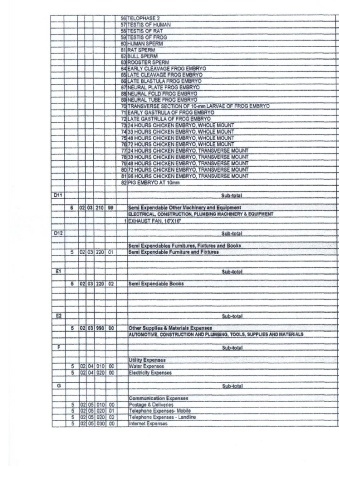 56 TELOPHASE 2
57 TESTIS OF HUMAN
58 TESTIS OF RAT
59 TESTIS OF FROG
60 HUMAN SPERM
61 RAT SPERM
62 BULL SPERM
63 ROOSTER SPERM
64 EARLY CLEAVAGE FROG EMBRYO
65 LATE CLEAVAGE FROG EMBRYO
66 LATE BLASTULA FROG EMBRYO
67 NEURAL PLATE FROG EMBRYO
68 NEURAL FOLD FROG EMBRYO
69 NEURAL TUBE FROG EMBRYO
70 TRANSVERSE SECTION OF 10-mm LARVAE OF FROG EMBRYO
71 EARLY GASTRULA OF FROG EMBRYO
72 LATE GASTRULA OF FROG EMBRYO
73 24 HOURS CHICKEN EMBRYO, WHOLE MOUNT
74 33 HOURS CHICKEN EMBRYO, WHOLE MOUNT
75 48 HOURS CHICKEN EMBRYO, WHOLE MOUNT
76 72 HOURS CHICKEN EMBRYO, WHOLE MOUNT
77 24 HOURS CHICKEN EMBRYO, TRANSVERSE MOUNT
78 33 HOURS CHICKEN EMBRYO, TRANSVERSE MOUNT
79 48 HOURS CHICKEN EMBRYO, TRANSVERSE MOUNT
80 72 HOURS CHICKEN EMBRYO, TRANSVERSE MOUNT
81 96 HOURS CHICKEN EMBRYO, TRANSVERSE MOUNT
82 PIG EMBRYO AT 10mm
D11 Sub-total
5 02 03 210 99 Semi Expendable Other Machinery and Equipment
ELECTRICAL, CONSTRUCTION, PLUMBING MACHINERY & EQUIPMENT
1 EXHAUST FAN, 10"X10"
D12 Sub-total
Semi Expendables Furnitures, Fixtures and Books
5 02 03 220 01 Semi Expendable Furniture and Fixtures
E1 Sub-total
5 02 03 220 02 Semi Expendable Books
E2 Sub-total
5 02 03 990 00 Other Supplies & Materials Expenses
AUTOMOTIVE, CONSTRUCTION AND PLUMBING, TOOLS, SUPPLIES AND MATERIALS
F Sub-total
Utility Expenses
5 02 04 010 00 Water Expenses
5 02 04 020 00 Electricity Expenses
G Sub-total
Communication Expenses
5 02 05 010 00 Postage & Deliveries
5 02 05 020 01 Telephone Expenses- Mobile
5 02 05 020 02 Telephone Expenses - Landline
5 02 05 030 00 Internet Expenses